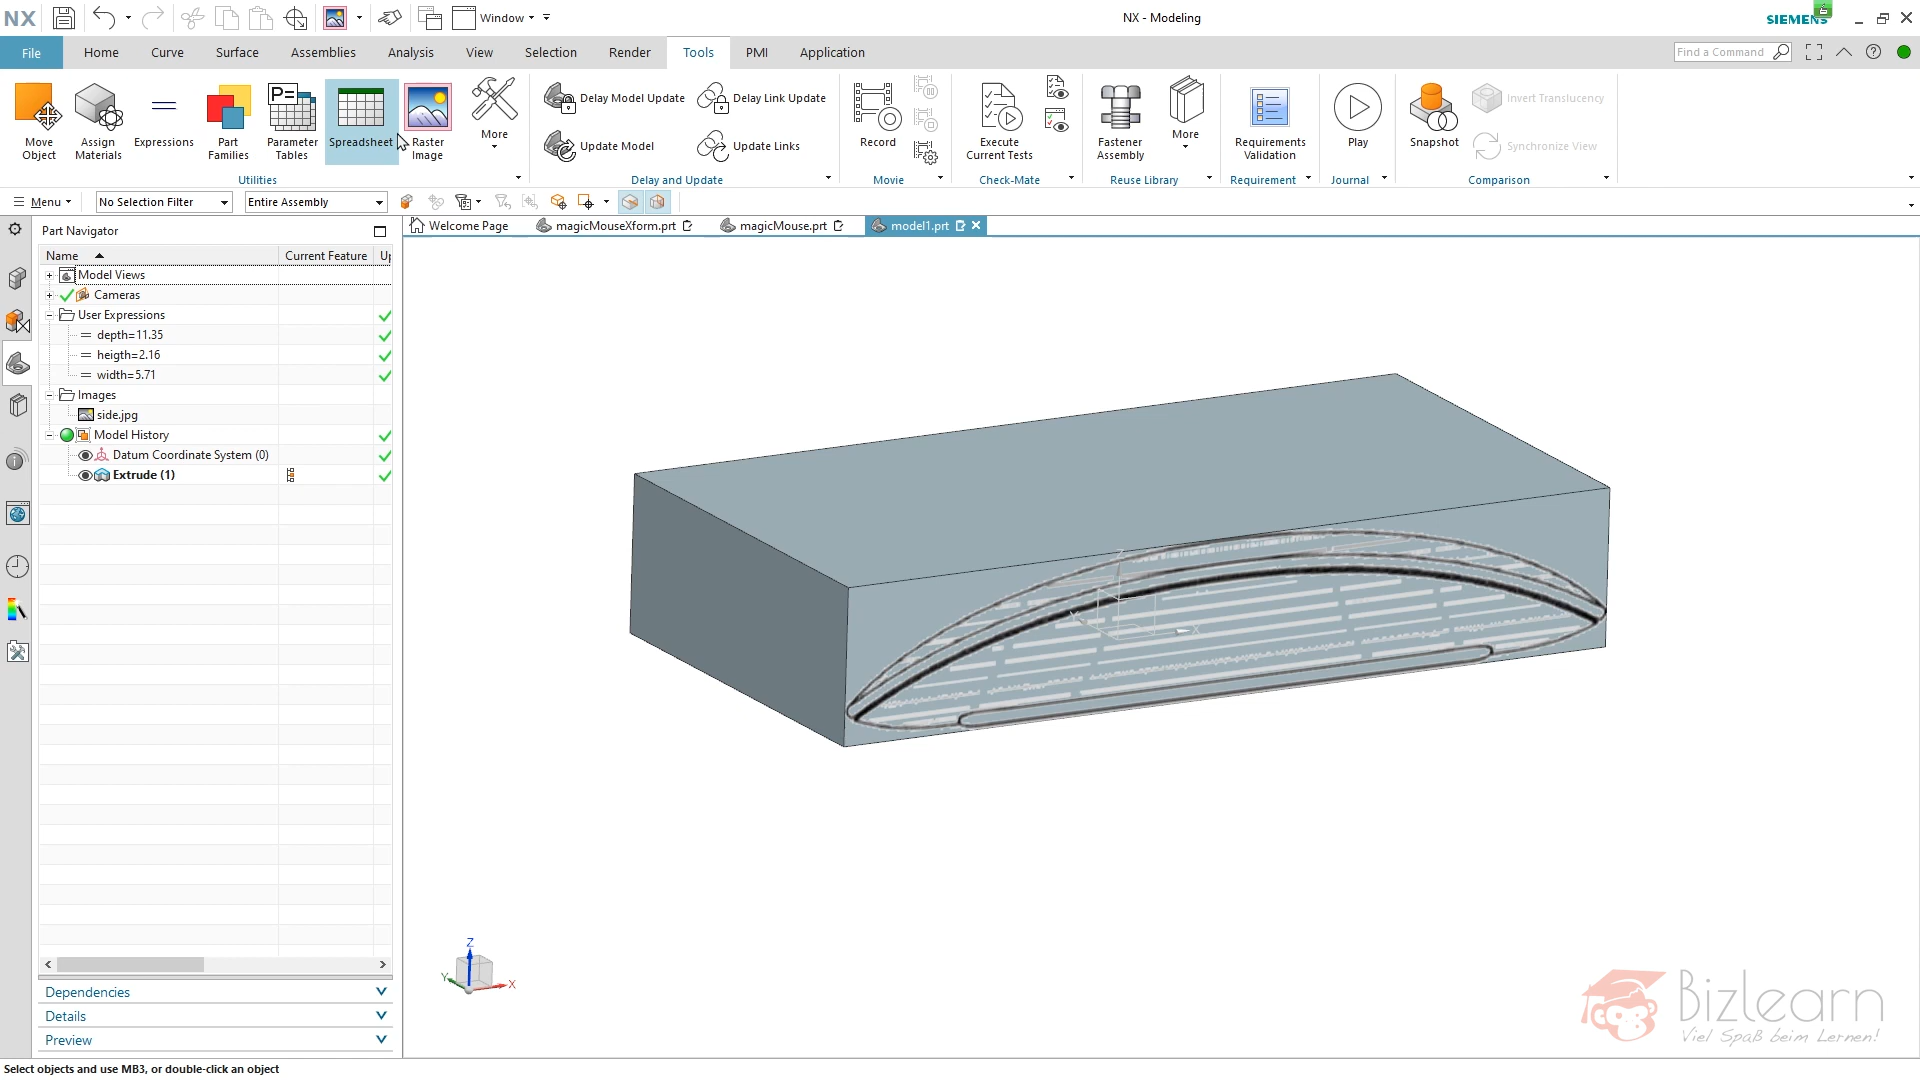 NX
Window
NX - Modeling
SIEMENS
File
Home
Curve
Surface
Assemblies
Analysis
View
Selection
Render
Tools
PMI
Application
Find a Command
Move Object
Assign Materials
Expressions
Part Families
P=
Parameter Tables
Spreadsheet
Raster Image
More
Delay Model Update
Delay Link Update
Update Model
Update Links
Record
Execute Current Tests
Fastener Assembly
More
Requirements Validation
Play
Snapshot
Invert Translucency
Synchronize View
Utilities
Delay and Update
Movie
Check-Mate
Reuse Library
Requirement
Journal
Comparison
Menu
No Selection Filter
Entire Assembly
Part Navigator
Welcome Page
magicMouseXform.prt
magicMouse.prt
model1.prt
Name
Current Feature
Up
Model Views
Cameras
User Expressions
depth=11.35
heigth=2.16
width=5.71
Images
side.jpg
Model History
Datum Coordinate System (0)
Extrude (1)
Z
X
Y
Z
Y
X
Dependencies
Details
Preview
Bizlearn
Viel Spaß beim Lernen!
Select objects and use MB3, or double-click an object